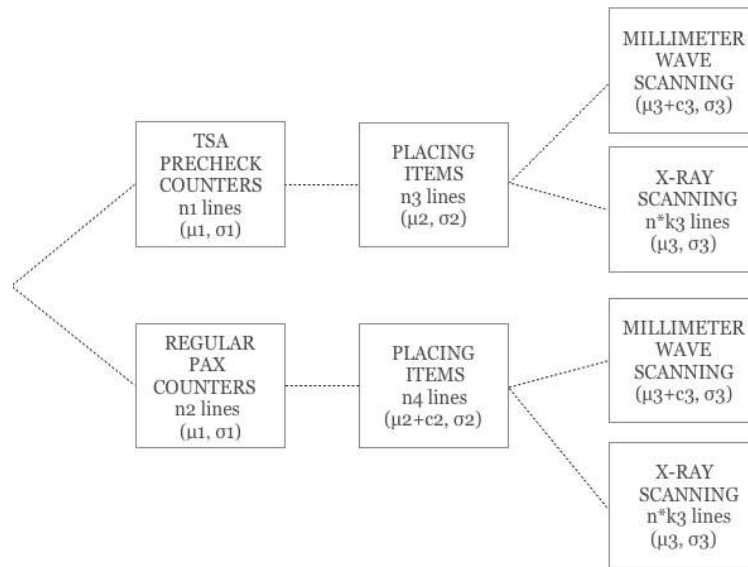 MILLIMETER
WAVE
SCANNING
(μ3+c3, σ3)
TSA
PRECHECK
COUNTERS
n1 lines
(μ1, σ1)
PLACING
ITEMS
n3 lines
(μ2, σ2)
X-RAY
SCANNING
n*k3 lines
(μ3, σ3)
REGULAR
PAX
COUNTERS
n2 lines
(μ1, σ1)
PLACING
ITEMS
n4 lines
(μ2+c2, σ2)
MILLIMETER
WAVE
SCANNING
(μ3+c3, σ3)
X-RAY
SCANNING
n*k3 lines
(μ3, σ3)